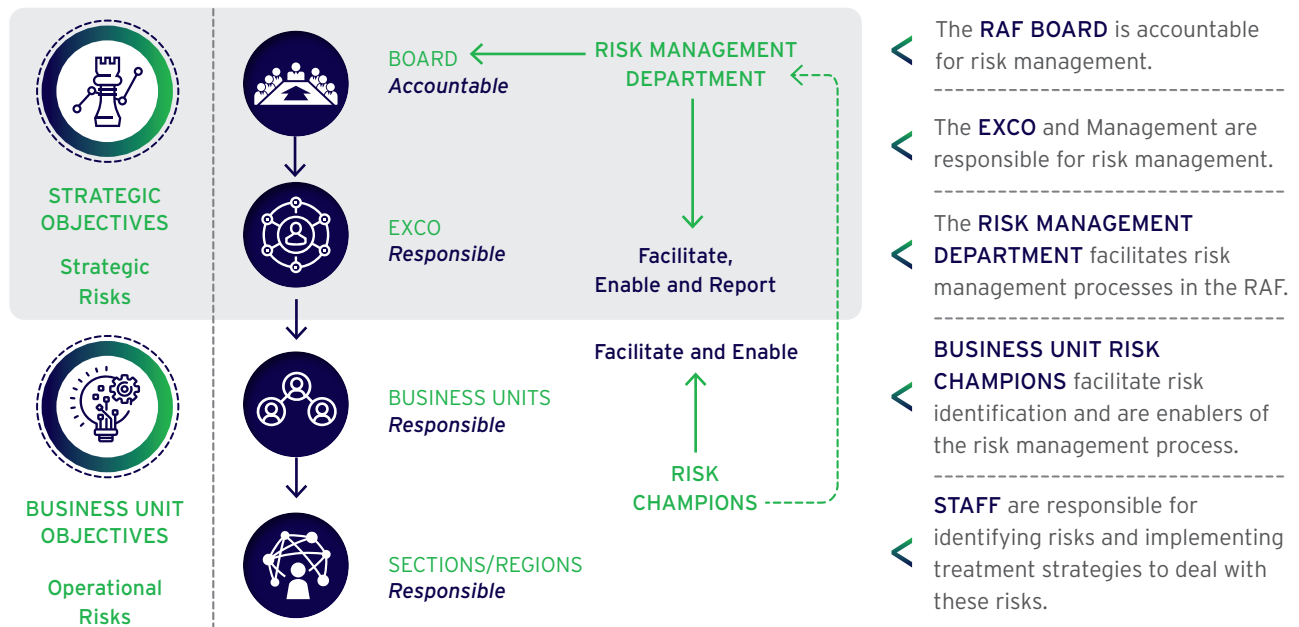 STRATEGIC
OBJECTIVES
Strategic
Risks
BUSINESS UNIT
OBJECTIVES
Operational
Risks
BOARD
Accountable
EXCO
Responsible
BUSINESS UNITS
Responsible
SECTIONS/REGIONS
Responsible
RISK MANAGEMENT
DEPARTMENT
Facilitate,
Enable and Report
Facilitate and Enable
RISK
CHAMPIONS
The RAF BOARD is accountable
for risk management.
The EXCO and Management are
responsible for risk management.
The RISK MANAGEMENT
DEPARTMENT facilitates risk
management processes in the RAF.
BUSINESS UNIT RISK
CHAMPIONS facilitate risk
identification and are enablers of
the risk management process.
STAFF are responsible for
identifying risks and implementing
treatment strategies to deal with
these risks.